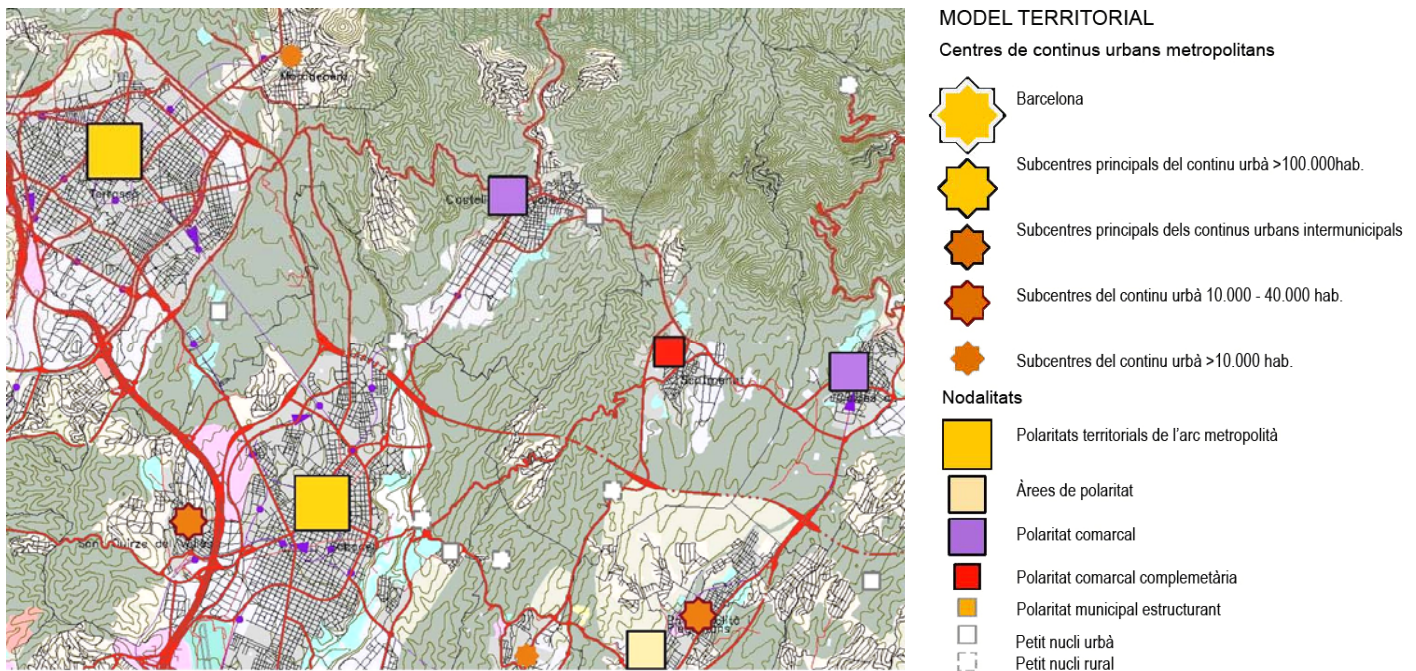 MODEL TERRITORIAL
Centres de continus urbans metropolitans
Barcelona
Subcentres principals del continu urbà >100.000hab.
Subcentres principals dels continus urbans intermunicipals
Subcentres del continu urbà 10.000 - 40.000 hab.
Subcentres del continu urbà >10.000 hab.
Nodalitats
Polaritats territorials de l'arc metropolità
Àrees de polaritat
Polaritat comarcal
Polaritat comarcal complemetària
Polaritat municipal estructurant
Petit nucli urbà
Petit nucli rural
Matadepera
Terrassa
Sentmenat